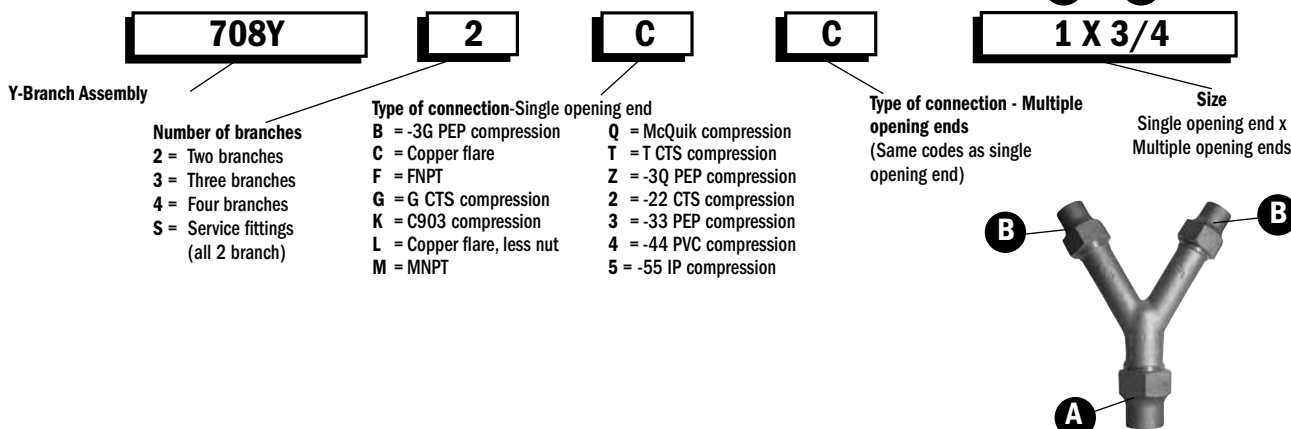 708Y 2 C C 1 X 3/4
Y-Branch Assembly
Number of branches
2 = Two branches
3 = Three branches
4 = Four branches
S = Service fittings
(all 2 branch)
Type of connection-Single opening end
B = -3G PEP compression
C = Copper flare
F = FNPT
G = G CTS compression
K = C903 compression
L = Copper flare, less nut
M = MNPT
Q = McQuik compression
T = T CTS compression
Z = -3Q PEP compression
2 = -22 CTS compression
3 = -33 PEP compression
4 = -44 PVC compression
5 = -55 IP compression
Type of connection - Multiple
opening ends
(Same codes as single
opening end)
Size
Single opening end x
Multiple opening ends
B
B
A